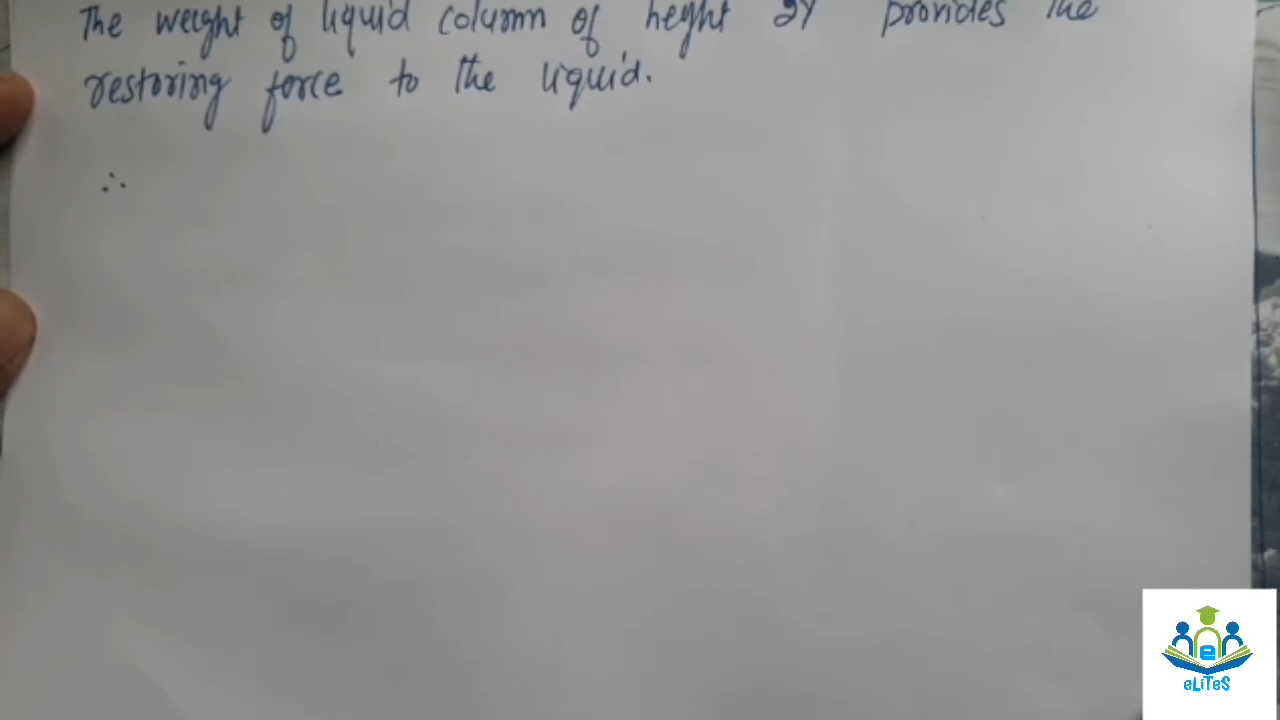 The weight of liquid column of height 2Y provides the
restoring force to the liquid.
∴
e
eLiTeS